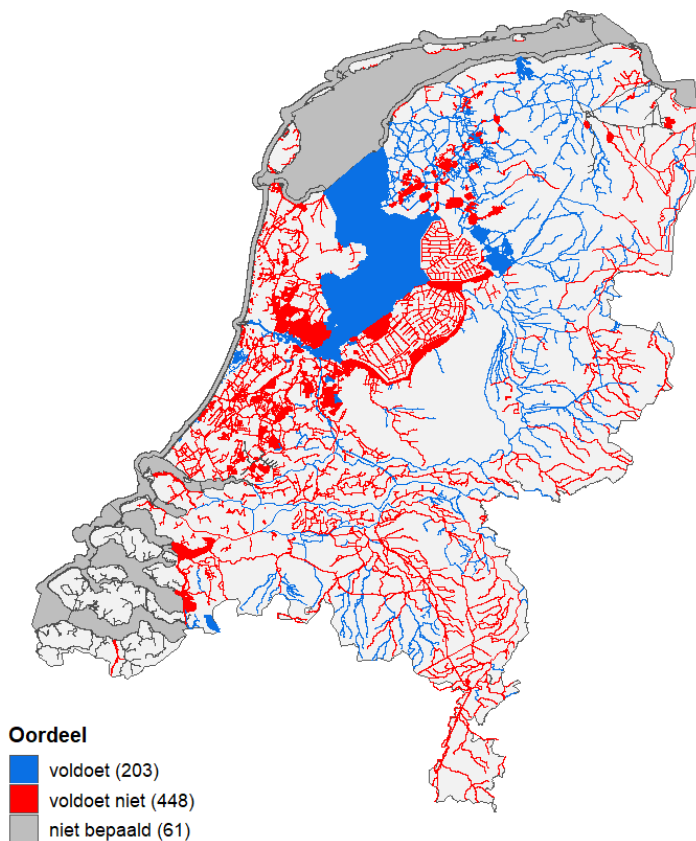 Oordeel
voldoet (203)
voldoet niet (448)
niet bepaald (61)